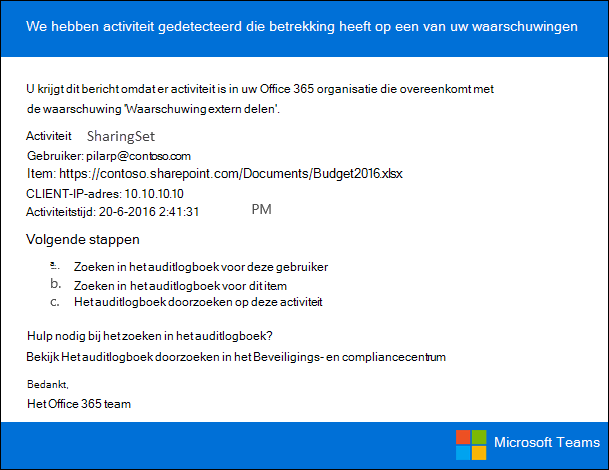 We hebben activiteit gedetecteerd die betrekking heeft op een van uw waarschuwingen
U krijgt dit bericht omdat er activiteit is in uw Office 365 organisatie die overeenkomt met
de waarschuwing 'Waarschuwing extern delen'.
Activiteit SharingSet
Gebruiker: pilarp@contoso.com
Item: https://contoso.sharepoint.com/Documents/Budget2016.xlsx
CLIENT-IP-adres: 10.10.10.10
Activiteitstijd: 20-6-2016 2:41:31 PM
Volgende stappen
a. Zoeken in het auditlogboek voor deze gebruiker
b. Zoeken in het auditlogboek voor dit item
c. Het auditlogboek doorzoeken op deze activiteit
Hulp nodig bij het zoeken in het auditlogboek?
Bekijk Het auditlogboek doorzoeken in het Beveiligings- en compliancecentrum
Bedankt,
Het Office 365 team
Microsoft Teams